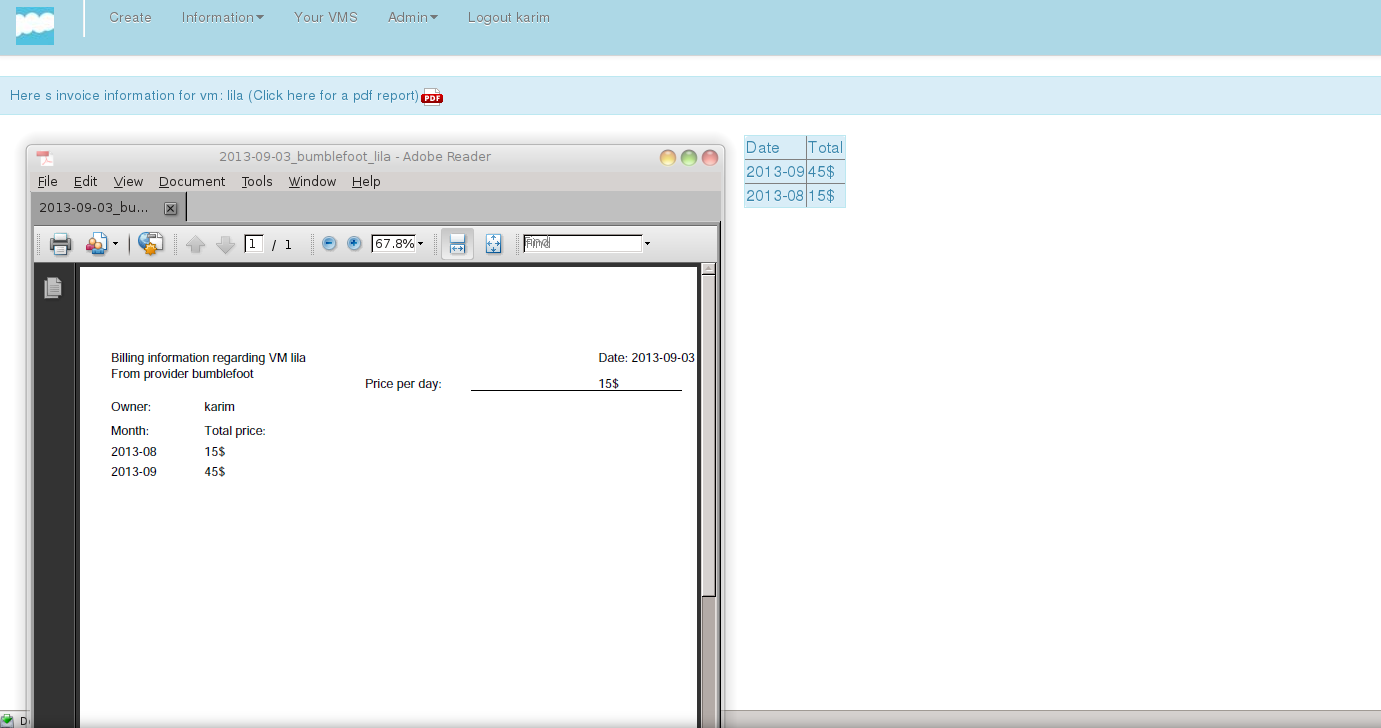 Create Information Your VMS Admin Logout karim
Here s invoice information for vm: lila (Click here for a pdf report) PDF
2013-09-03_bumblefoot_lila - Adobe Reader
File Edit View Document Tools Window Help
2013-09-03_bu...
1 / 1 67.8% Find
Billing information regarding VM lila
Date: 2013-09-03
From provider bumblefoot
Price per day: 15$
Owner: karim
Month: Total price:
2013-08 15$
2013-09 45$
Date Total
2013-09 45$
2013-08 15$